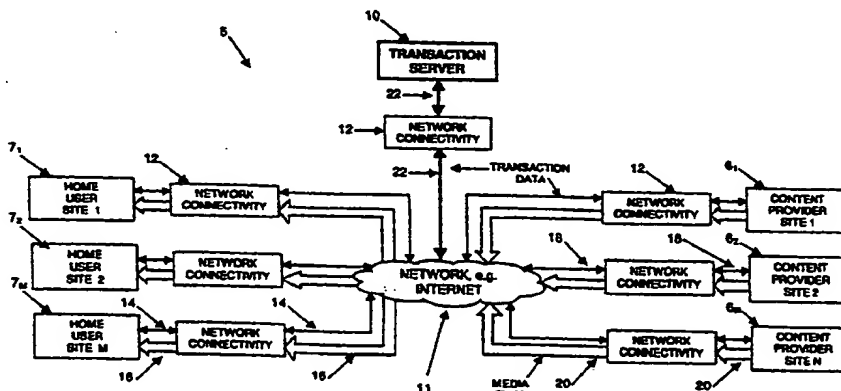 5
10
TRANSACTION
SERVER
22
12
NETWORK
CONNECTIVITY
22
TRANSACTION
DATA
7₁
HOME
USER
SITE 1
12
NETWORK
CONNECTIVITY
12
NETWORK
CONNECTIVITY
6₁
CONTENT
PROVIDER
SITE 1
7₂
HOME
USER
SITE 2
12
NETWORK
CONNECTIVITY
NETWORK, e.g.
INTERNET
18
NETWORK
CONNECTIVITY
18
6₂
CONTENT
PROVIDER
SITE 2
HOME
USER
SITE M
14
16
NETWORK
CONNECTIVITY
14
16
11
MEDIA
20
NETWORK
CONNECTIVITY
20
CONTENT
PROVIDER
SITE N